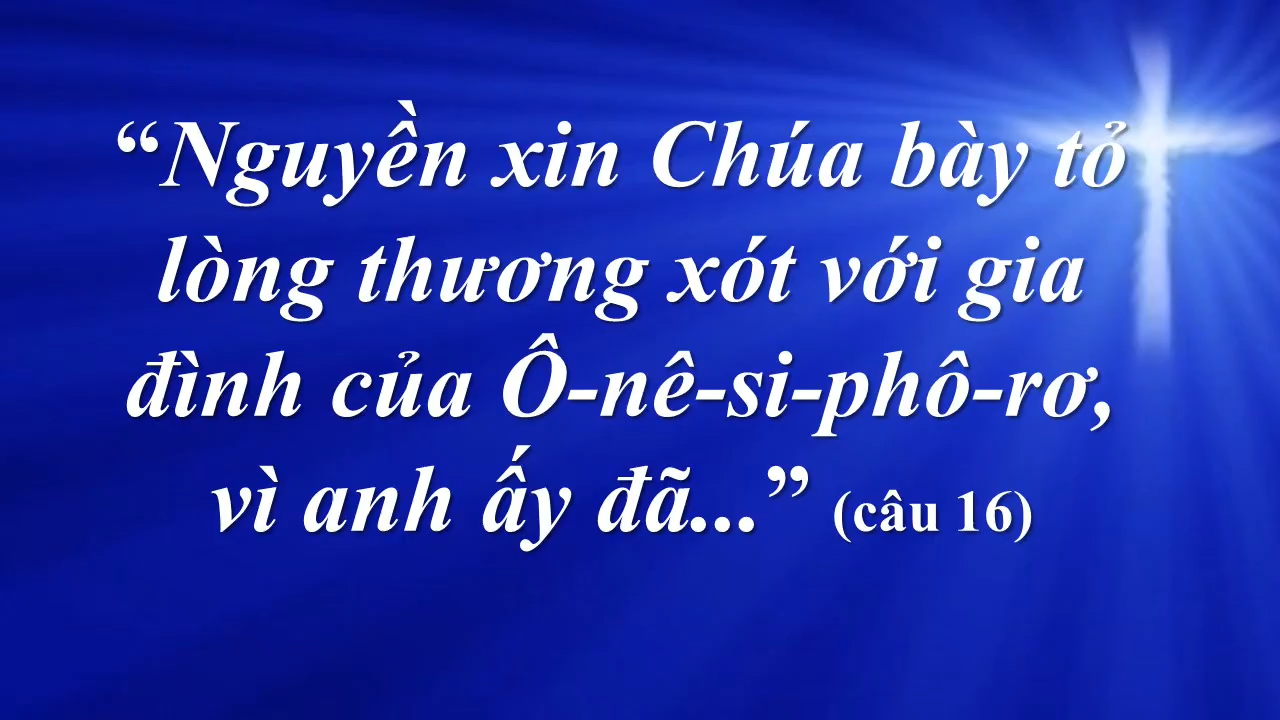 “Nguyền xin Chúa bày tỏ
lòng thương xót với gia
đình của Ô-nê-si-phô-rơ,
vì anh ấy đã...” (câu 16)